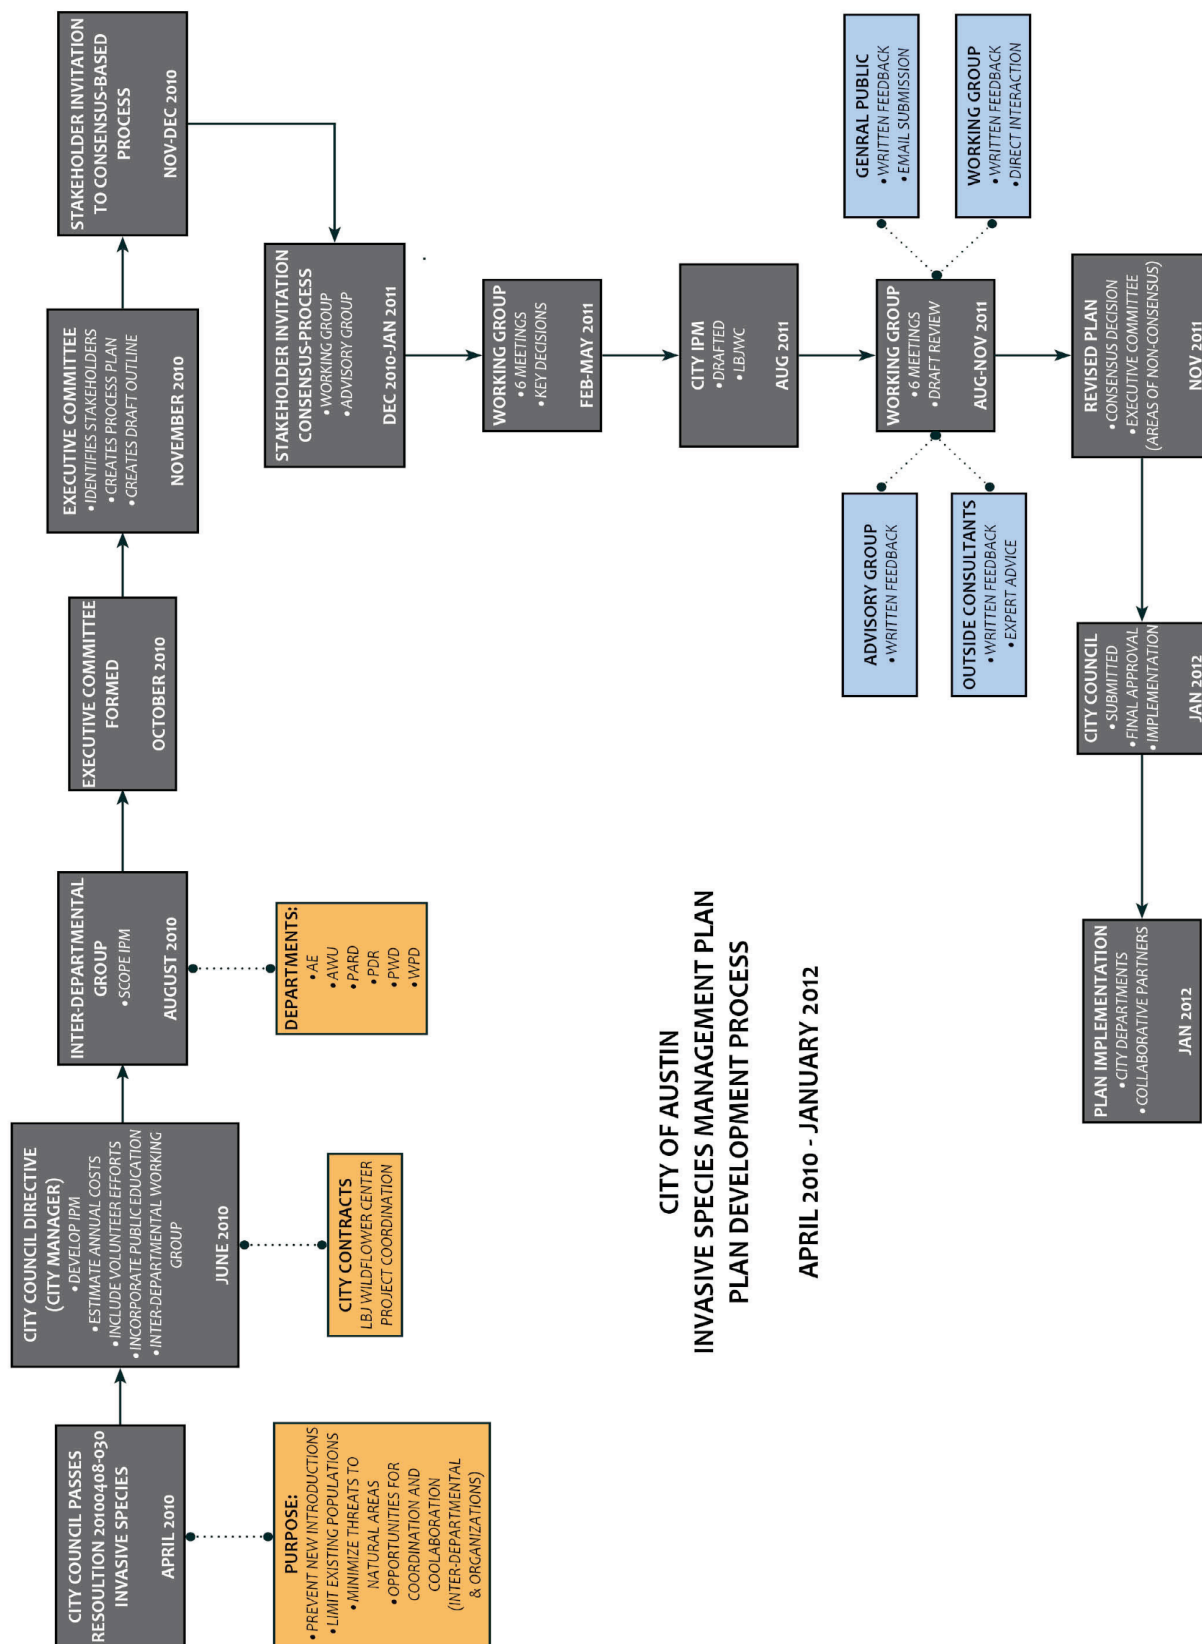 CITY COUNCIL PASSES
RESOULTION 20100408-030
INVASIVE SPECIES
APRIL 2010
PURPOSE:
• PREVENT NEW INTRODUCTIONS
• LIMIT EXISTING POPULATIONS
• MINIMIZE THREATS TO
NATURAL AREAS
• OPPORTUNITIES FOR
COORDINATION AND
COOLABORATION
(INTER-DEPARTMENTAL
& ORGANIZATIONS)
CITY COUNCIL DIRECTIVE
(CITY MANAGER)
• DEVELOP IPM
• ESTIMATE ANNUAL COSTS
• INCLUDE VOLUNTEER EFFORTS
• INCORPORATE PUBLIC EDUCATION
• INTER-DEPARTMENTAL WORKING
GROUP
JUNE 2010
CITY CONTRACTS
LBJ WILDFLOWER CENTER
PROJECT COORDINATION
INTER-DEPARTMENTAL
GROUP
• SCOPE IPM
AUGUST 2010
DEPARTMENTS:
• AE
• AWU
• PARD
• PDR
• PWD
• WPD
EXECUTIVE COMMITTEE
FORMED
OCTOBER 2010
EXECUTIVE COMMITTEE
• IDENTIFIES STAKEHOLDERS
• CREATES PROCESS PLAN
• CREATES DRAFT OUTLINE
NOVEMBER 2010
STAKEHOLDER INVITATION
TO CONSENSUS-BASED
PROCESS
NOV-DEC 2010
STAKEHOLDER INVITATION
CONSENSUS-PROCESS
• WORKING GROUP
• ADVISORY GROUP
DEC 2010-JAN 2011
WORKING GROUP
• 6 MEETINGS
• KEY DECISIONS
FEB-MAY 2011
CITY IPM
• DRAFTED
• LBJWC
AUG 2011
ADVISORY GROUP
• WRITTEN FEEDBACK
OUTSIDE CONSULTANTS
• WRITTEN FEEDBACK
• EXPERT ADVICE
WORKING GROUP
• 6 MEETINGS
• DRAFT REVIEW
AUG-NOV 2011
GENRAL PUBLIC
• WRITTEN FEEDBACK
• EMAIL SUBMISSION
WORKING GROUP
• WRITTEN FEEDBACK
• DIRECT INTERACTION
REVISED PLAN
• CONSENSUS DECISION
• EXECUTIVE COMMITTEE
(AREAS OF NON-CONSENSUS)
NOV 2011
CITY COUNCIL
• SUBMITTED
• FINAL APPROVAL
• IMPLEMENTATION
JAN 2012
PLAN IMPLEMENTATION
• CITY DEPARTMENTS
• COLLABORATIVE PARTNERS
JAN 2012
CITY OF AUSTIN
INVASIVE SPECIES MANAGEMENT PLAN
PLAN DEVELOPMENT PROCESS
APRIL 2010 - JANUARY 2012